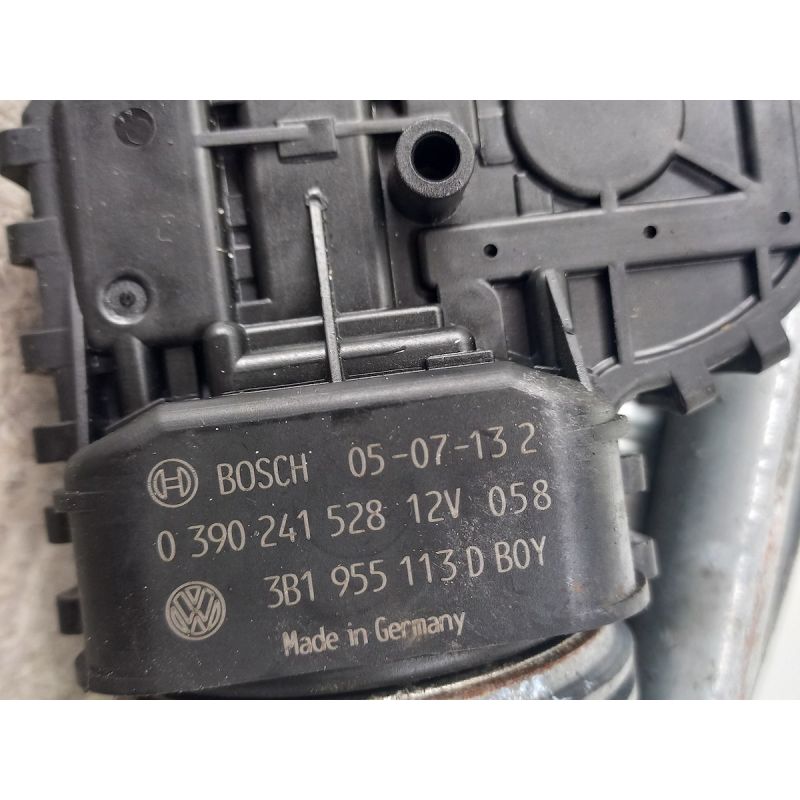 BOSCH 05-07-13 2
0 390 241 528 12V 058
3B1 955 113 D BOY
Made in Germany